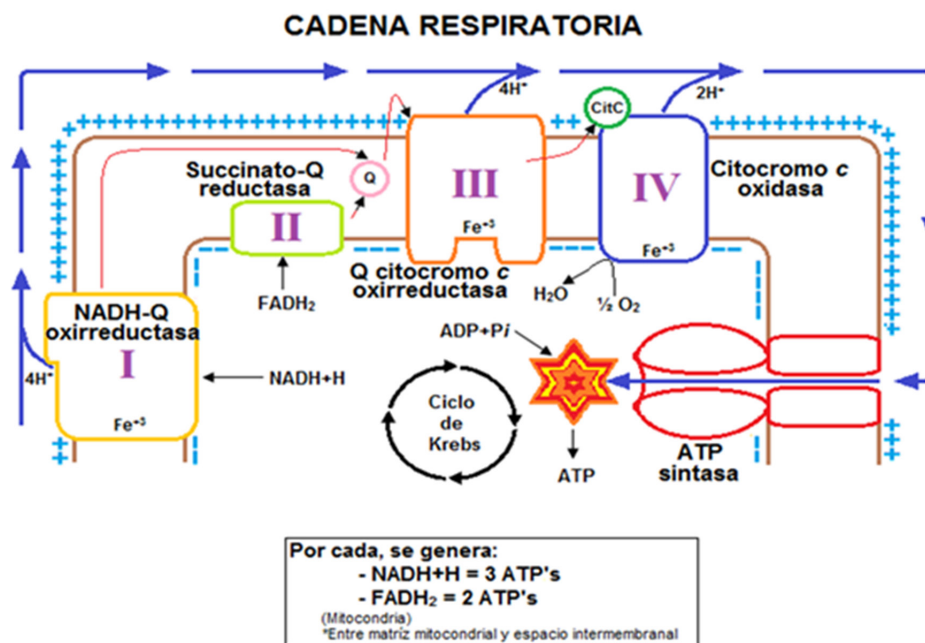 CADENA RESPIRATORIA
4H⁺
CitC
2H⁺
Succinato-Q
reductasa
Q
III
IV
Citocromo c
oxidasa
II
Fe⁺³
Fe⁺³
Q citocromo c
oxirreductasa
FADH₂
H₂O
½ O₂
NADH-Q
oxirreductasa
I
4H⁺
NADH+H
Fe⁺³
ADP+Pi
Ciclo
de
Krebs
ATP
ATP
sintasa
Por cada, se genera:
- NADH+H = 3 ATP's
- FADH₂ = 2 ATP's
(Mitocondria)
*Entre matríz mitocondrial y espacio intermembranal